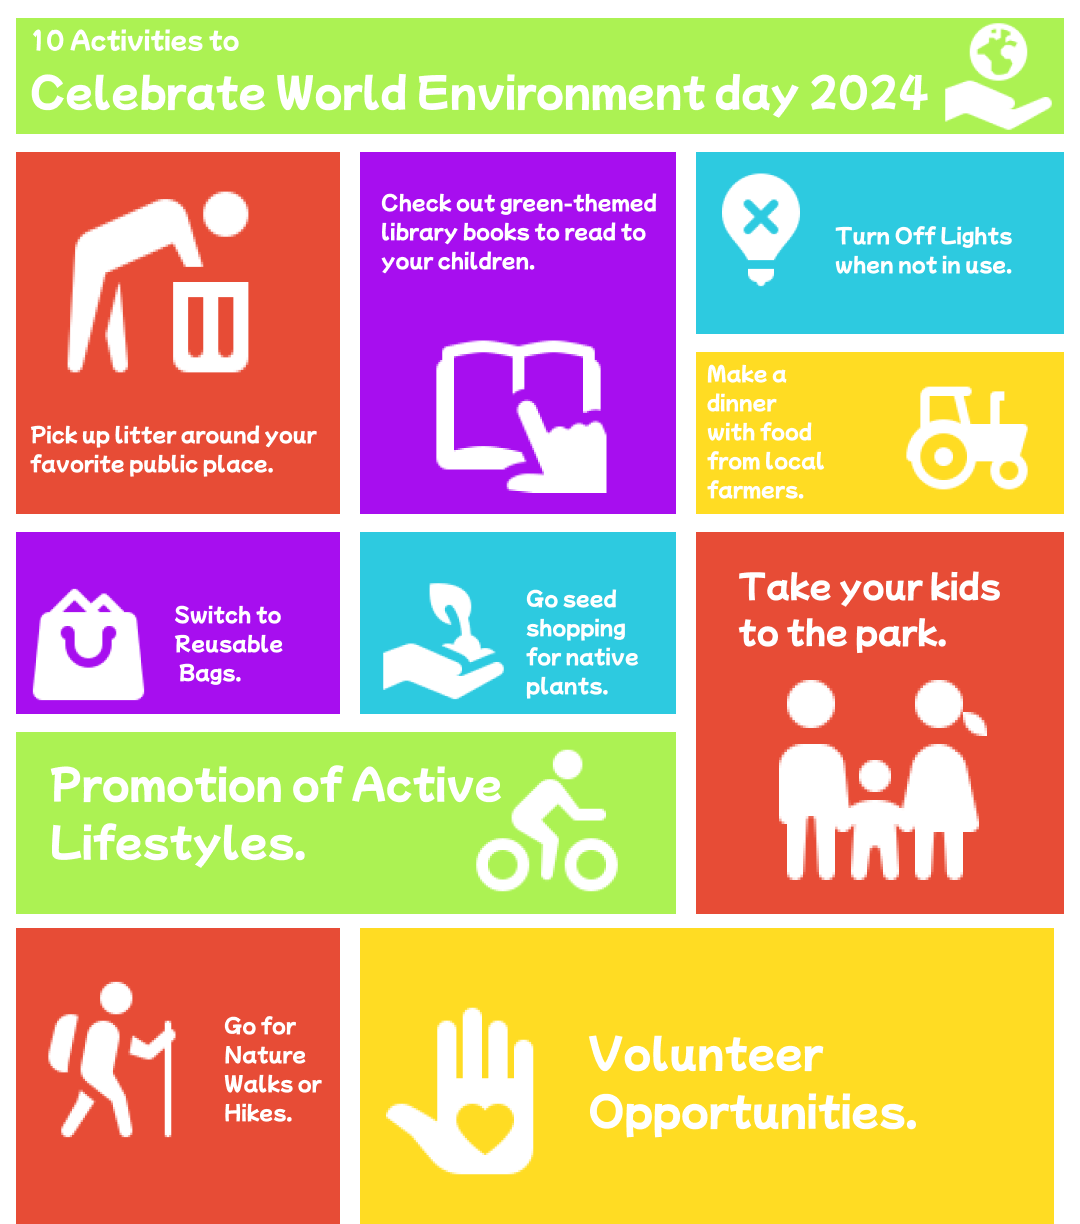 10 Activities to
Celebrate World Environment day 2024
Pick up litter around your
favorite public place.
Check out green-themed
library books to read to
your children.
Turn Off Lights
when not in use.
Make a
dinner
with food
from local
farmers.
Switch to
Reusable
Bags.
Go seed
shopping
for native
plants.
Take your kids
to the park.
Promotion of Active
Lifestyles.
Go for
Nature
Walks or
Hikes.
Volunteer
Opportunities.